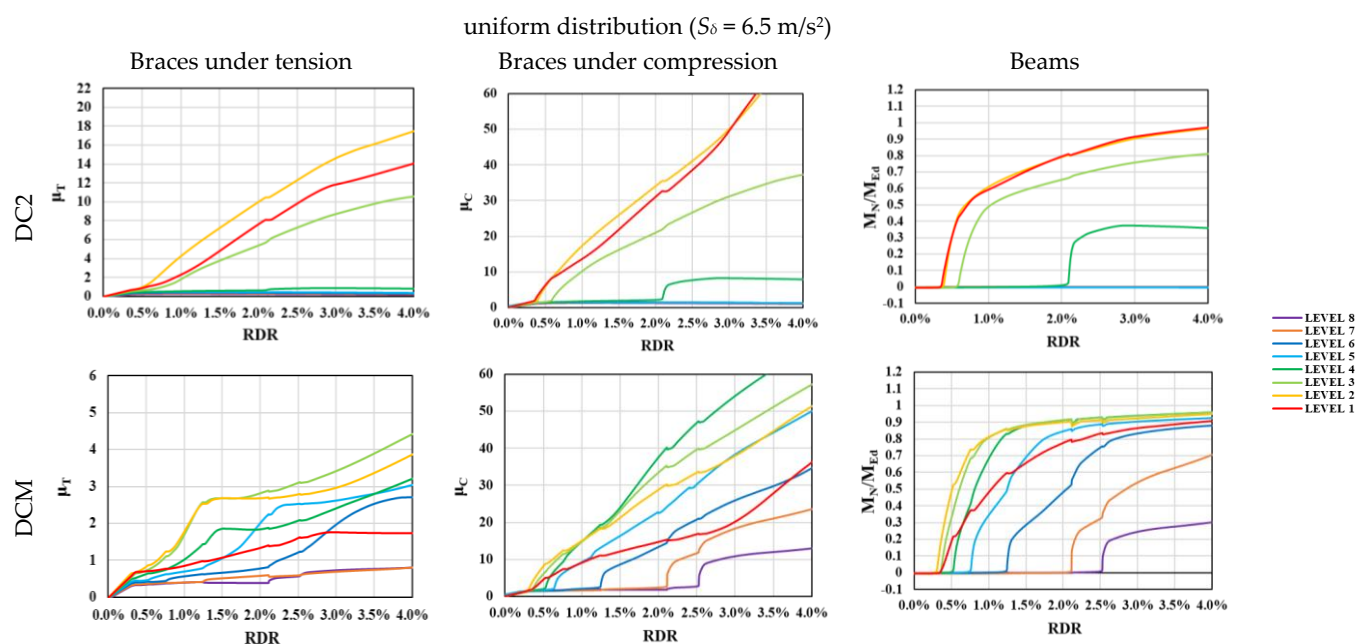 uniform distribution (Sδ = 6.5 m/s²)
Braces under tension
Braces under compression
Beams
DC2
μT
22
20
18
16
14
12
10
8
6
4
2
0
0.0% 0.5% 1.0% 1.5% 2.0% 2.5% 3.0% 3.5% 4.0%
RDR
μC
60
50
40
30
20
10
0
0.0% 0.5% 1.0% 1.5% 2.0% 2.5% 3.0% 3.5% 4.0%
RDR
MN/MEd
1.2
1.1
1
0.9
0.8
0.7
0.6
0.5
0.4
0.3
0.2
0.1
0
-0.1
0.0% 1.0% 2.0% 3.0% 4.0%
RDR
LEVEL 8
LEVEL 7
LEVEL 6
LEVEL 5
LEVEL 4
LEVEL 3
LEVEL 2
LEVEL 1
DCM
μT
6
5
4
3
2
1
0
0.0% 0.5% 1.0% 1.5% 2.0% 2.5% 3.0% 3.5% 4.0%
RDR
μC
60
50
40
30
20
10
0
0.0% 0.5% 1.0% 1.5% 2.0% 2.5% 3.0% 3.5% 4.0%
RDR
MN/MEd
1.2
1.1
1
0.9
0.8
0.7
0.6
0.5
0.4
0.3
0.2
0.1
0
-0.1
0.0% 0.5% 1.0% 1.5% 2.0% 2.5% 3.0% 3.5% 4.0%
RDR